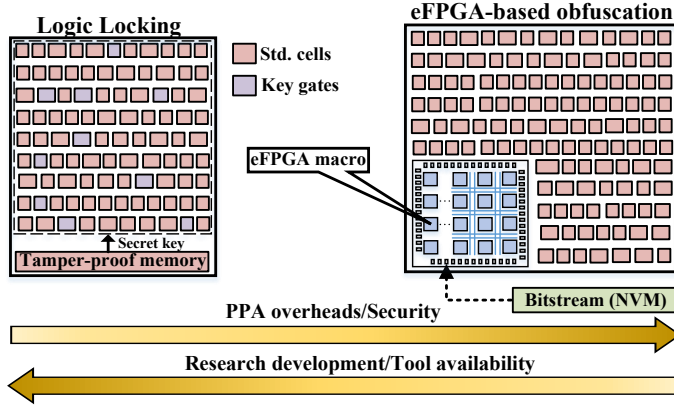 Logic Locking
eFPGA-based obfuscation
Std. cells
Key gates
eFPGA macro
Secret key
Tamper-proof memory
Bitstream (NVM)
PPA overheads/Security
Research development/Tool availability